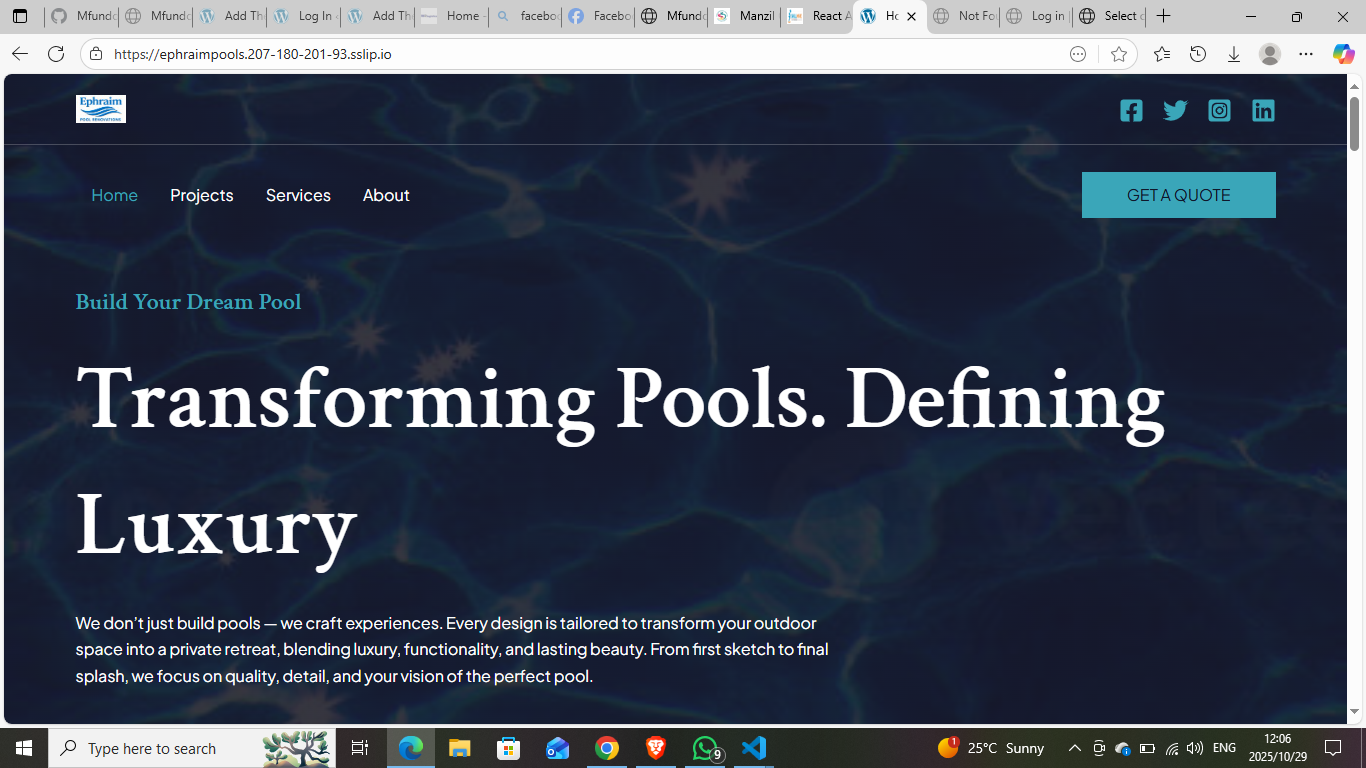 Mfundo
Mfundo
Add Th
Log In
Add Th
Home -
facebo
Facebo
Mfundo
Manzil
React A
Ho
Not Fo
Log in |
Select
https://ephraimpools.207-180-201-93.sslip.io
Ephraim
POOL RENOVATIONS
Home Projects Services About
GET A QUOTE
Build Your Dream Pool
Transforming Pools. Defining
Luxury
We don't just build pools — we craft experiences. Every design is tailored to transform your outdoor
space into a private retreat, blending luxury, functionality, and lasting beauty. From first sketch to final
splash, we focus on quality, detail, and your vision of the perfect pool.
Type here to search
9
1
25°C Sunny
ENG
12:06
2025/10/29